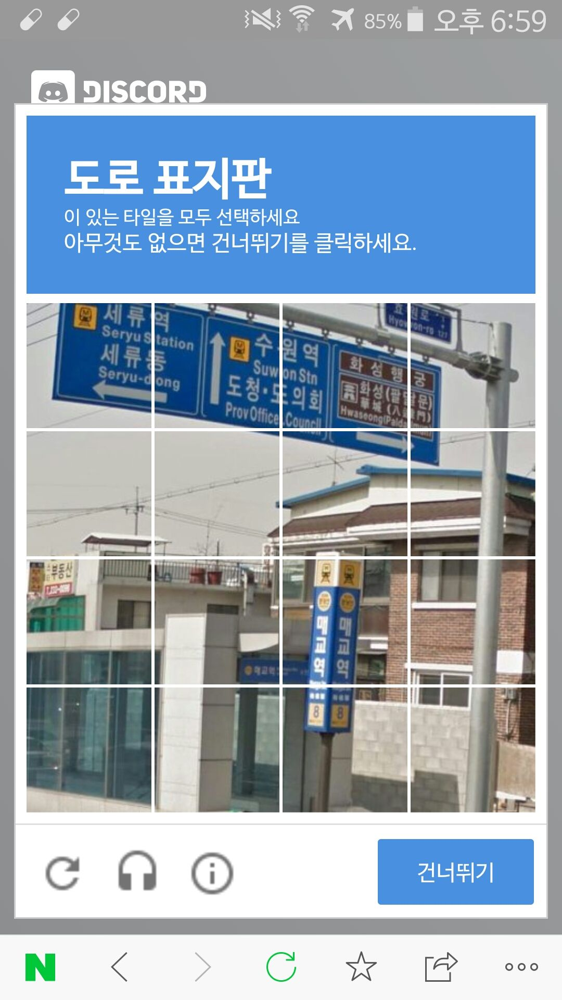 85% 오후 6:59
DISCORD
도로 표지판
이 있는 타일을 모두 선택하세요
아무것도 없으면 건너뛰기를 클릭하세요.
세류역
Seryu Station
세류동
Seryu-dong
수원역
Suwon Stn
도청·도의회
Prov Office, Council
효원로
Hyowon-ro 127
화성행궁
화성(팔달문)
華城(八達門)
Hwaseong(Paldalmun)
부동산
매교역
매교역
매교역
8
8
건너뛰기
N